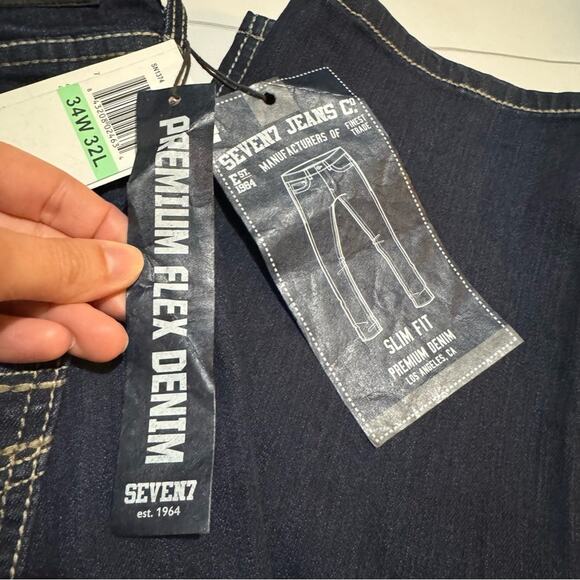 SN1374
34W 32L
PREMIUM FLEX DENIM
SEVEN7
est. 1964
SEVEN7 JEANS Cº
MANUFACTURERS OF FINEST TRADE
EST. 1964
SLIM FIT
PREMIUM DENIM
LOS ANGELES, CA